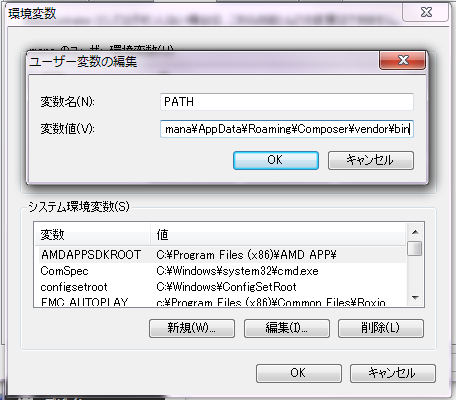 環境変数
のユーザー環境変数(U)
ユーザー変数の編集
変数名(N): PATH
変数値(V): mana¥AppData¥Roaming¥Composer¥vendor¥bin
OK キャンセル
システム環境変数(S)
変数 値
AMDAPPSDKROOT C:¥Program Files (x86)¥AMD APP¥
ComSpec C:¥Windows¥system32¥cmd.exe
configsetroot C:¥Windows¥ConfigSetRoot
EMC AUTOPLAY c:¥Program Files (x86)¥Common Files¥Roxio
新規(W)... 編集(I)... 削除(L)
OK キャンセル